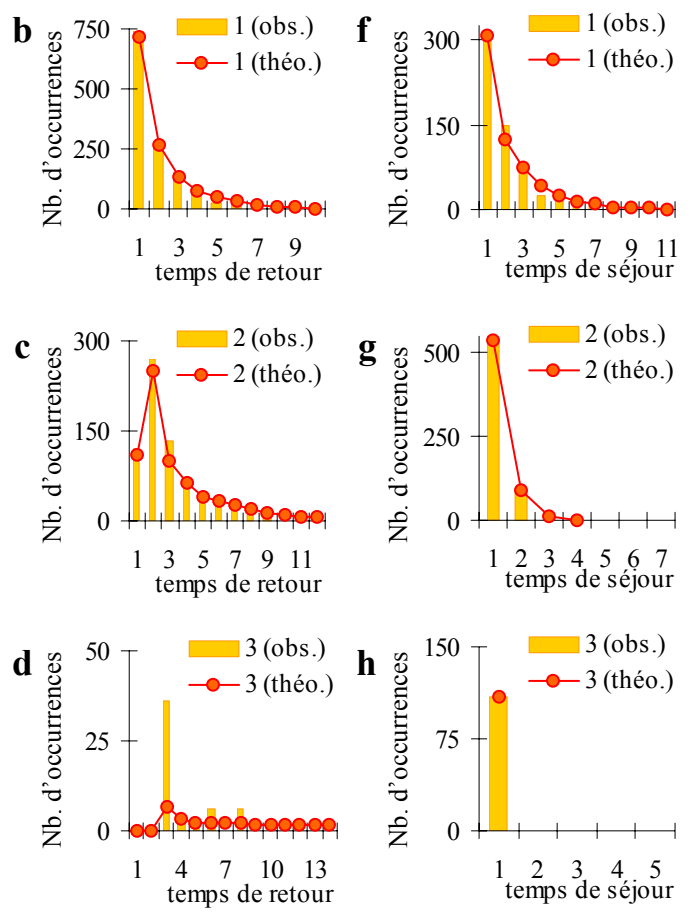 b
750
500
250
0
Nb. d’occurrences
1 (obs.)
1 (théo.)
1 3 5 7 9
temps de retour
f
300
150
0
Nb. d’occurrences
1 (obs.)
1 (théo.)
1 3 5 7 9 11
temps de séjour
c
300
150
0
Nb. d’occurrences
2 (obs.)
2 (théo.)
1 3 5 7 9 11
temps de retour
g
500
250
0
Nb. d’occurrences
2 (obs.)
2 (théo.)
1 2 3 4 5 6 7
temps de séjour
d
50
25
0
Nb. d’occurrences
3 (obs.)
3 (théo.)
1 4 7 10 13
temps de retour
h
150
75
0
Nb. d’occurrences
3 (obs.)
3 (théo.)
1 2 3 4 5
temps de séjour